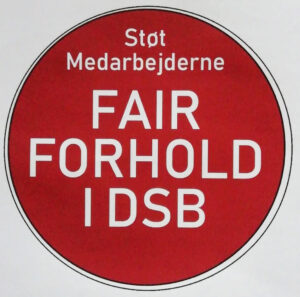 Støt
Medarbejderne
FAIR
FORHOLD
I DSB